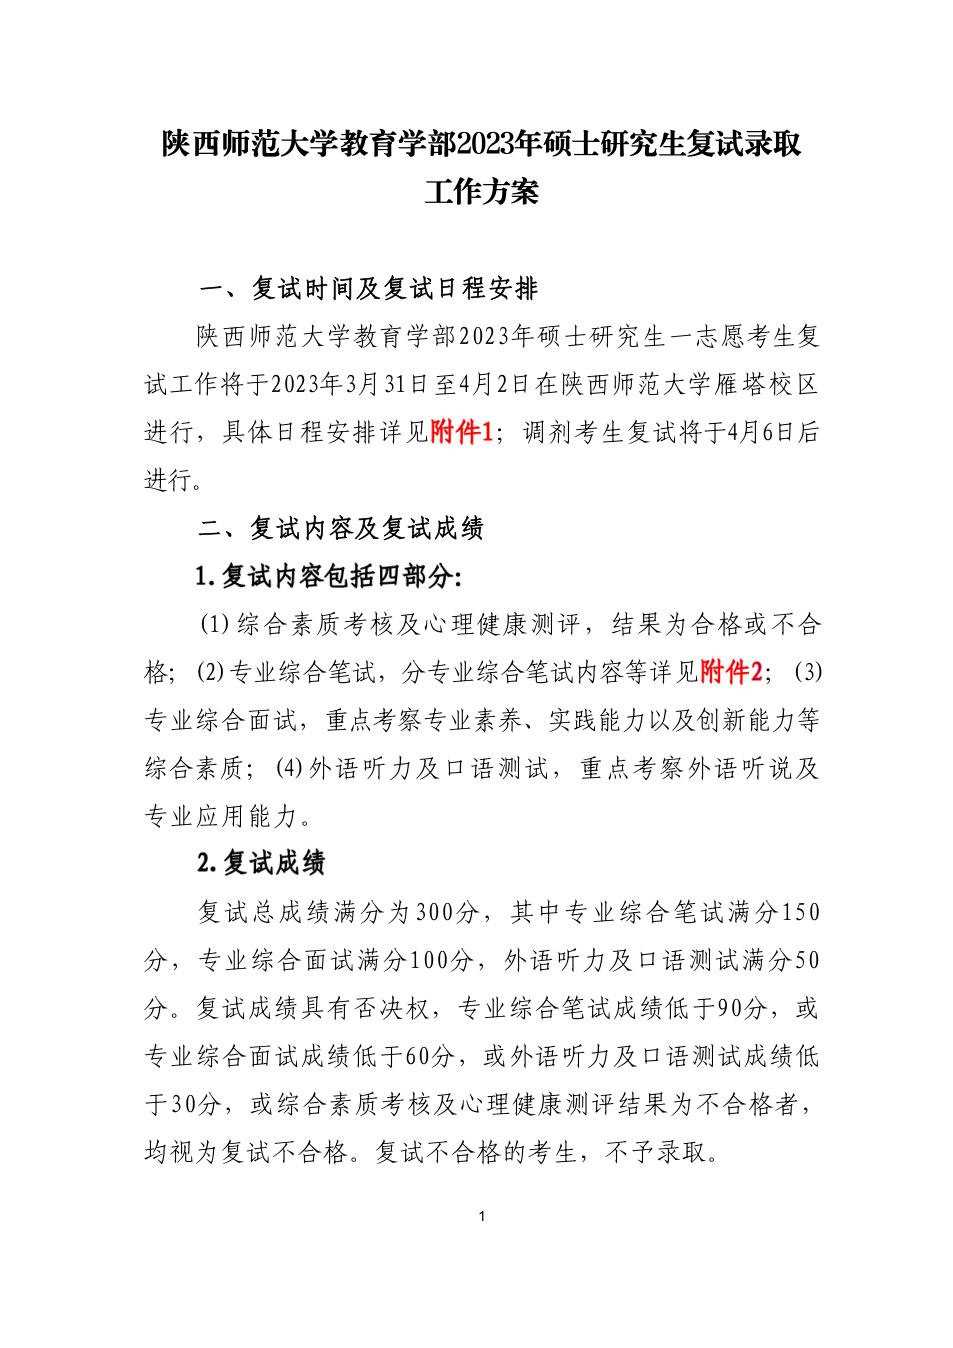 陕西师范大学教育学部2023年硕士研究生复试录取
工作方案
一、复试时间及复试日程安排
陕西师范大学教育学部2023年硕士研究生一志愿考生复
试工作将于2023年3月31日至4月2日在陕西师范大学雁塔校区
进行，具体日程安排详见附件1；调剂考生复试将于4月6日后
进行。
二、复试内容及复试成绩
1.复试内容包括四部分:
(1)综合素质考核及心理健康测评，结果为合格或不合
格；(2)专业综合笔试，分专业综合笔试内容等详见附件2；(3)
专业综合面试，重点考察专业素养、实践能力以及创新能力等
综合素质；(4)外语听力及口语测试，重点考察外语听说及
专业应用能力。
2.复试成绩
复试总成绩满分为300分，其中专业综合笔试满分150
分，专业综合面试满分100分，外语听力及口语测试满分50
分。复试成绩具有否决权，专业综合笔试成绩低于90分，或
专业综合面试成绩低于60分，或外语听力及口语测试成绩低
于30分，或综合素质考核及心理健康测评结果为不合格者，
均视为复试不合格。复试不合格的考生，不予录取。
1